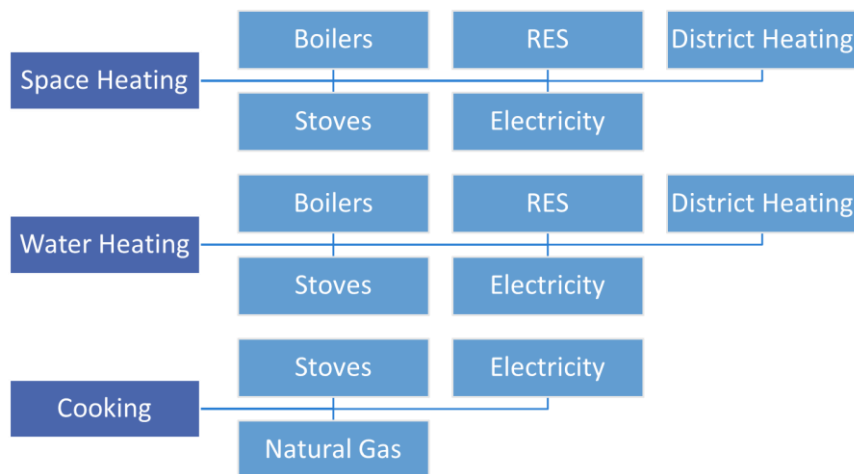 Boilers
RES
District Heating
Space Heating
Stoves
Electricity
Boilers
RES
District Heating
Water Heating
Stoves
Electricity
Stoves
Electricity
Cooking
Natural Gas